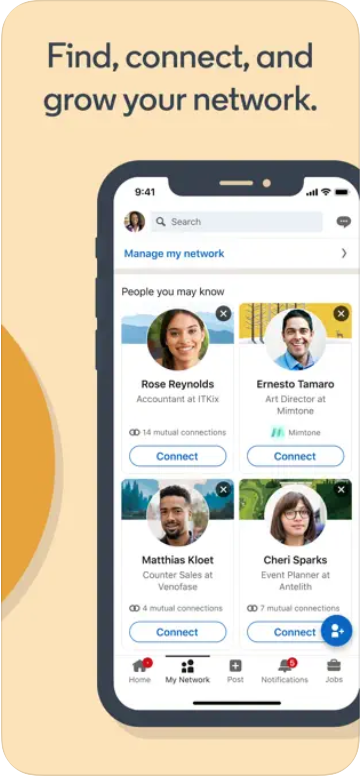 Find, connect, and
grow your network.
9:41
Search
Manage my network
People you may know
Rose Reynolds
Accountant at ITKix
14 mutual connections
Connect
Ernesto Tamaro
Art Director at
Mimtone
Mimtone
Connect
Matthias Kloet
Counter Sales at
Venofase
4 mutual connections
Connect
Cheri Sparks
Event Planner at
Antelith
7 mutual connections
Connect
Home
My Network
Post
5
Notifications
Jobs